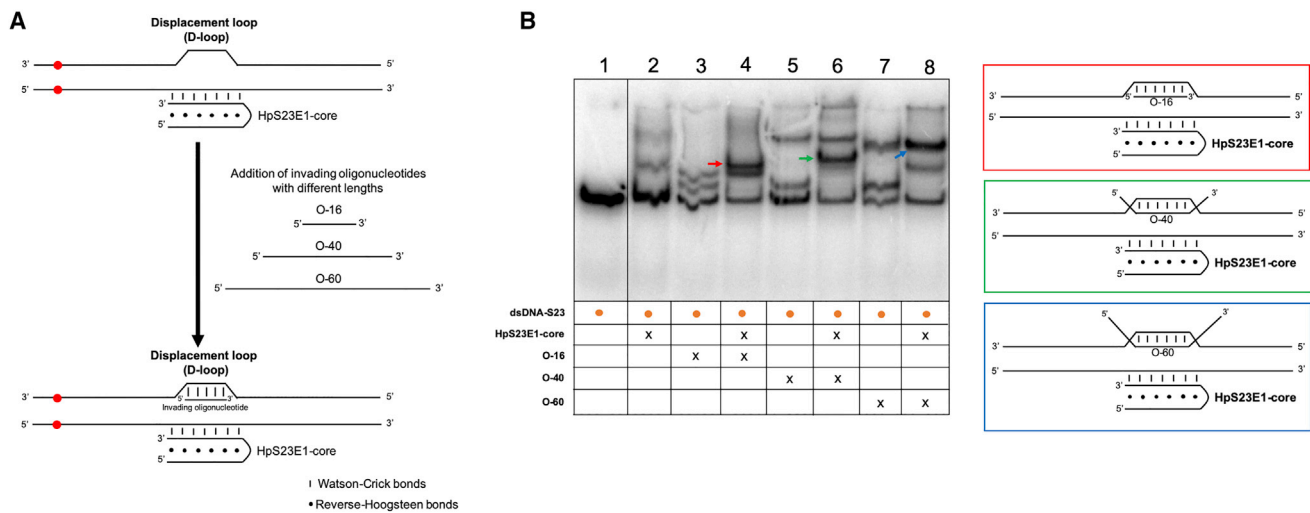 A
Displacement loop
(D-loop)
3' 5'
5' 3'
3'
5'
HpS23E1-core
Addition of invading oligonucleotides
with different lengths
O-16
5' 3'
O-40
5' 3'
O-60
5' 3'
Displacement loop
(D-loop)
3' 5'
5' 3'
Invading oligonucleotide
5' 3'
3'
5'
HpS23E1-core
Watson-Crick bonds
Reverse-Hoogsteen bonds
B
1 2 3 4 5 6 7 8
dsDNA-S23
HpS23E1-core x x x x
O-16 x x
O-40 x x
O-60 x x
3' 5'
5' 3'
O-16
5' 3'
3'
5'
HpS23E1-core
5' 3'
3' 5'
O-40
5' 3'
3'
5'
HpS23E1-core
5' 3'
3' 5'
O-60
5' 3'
3'
5'
HpS23E1-core